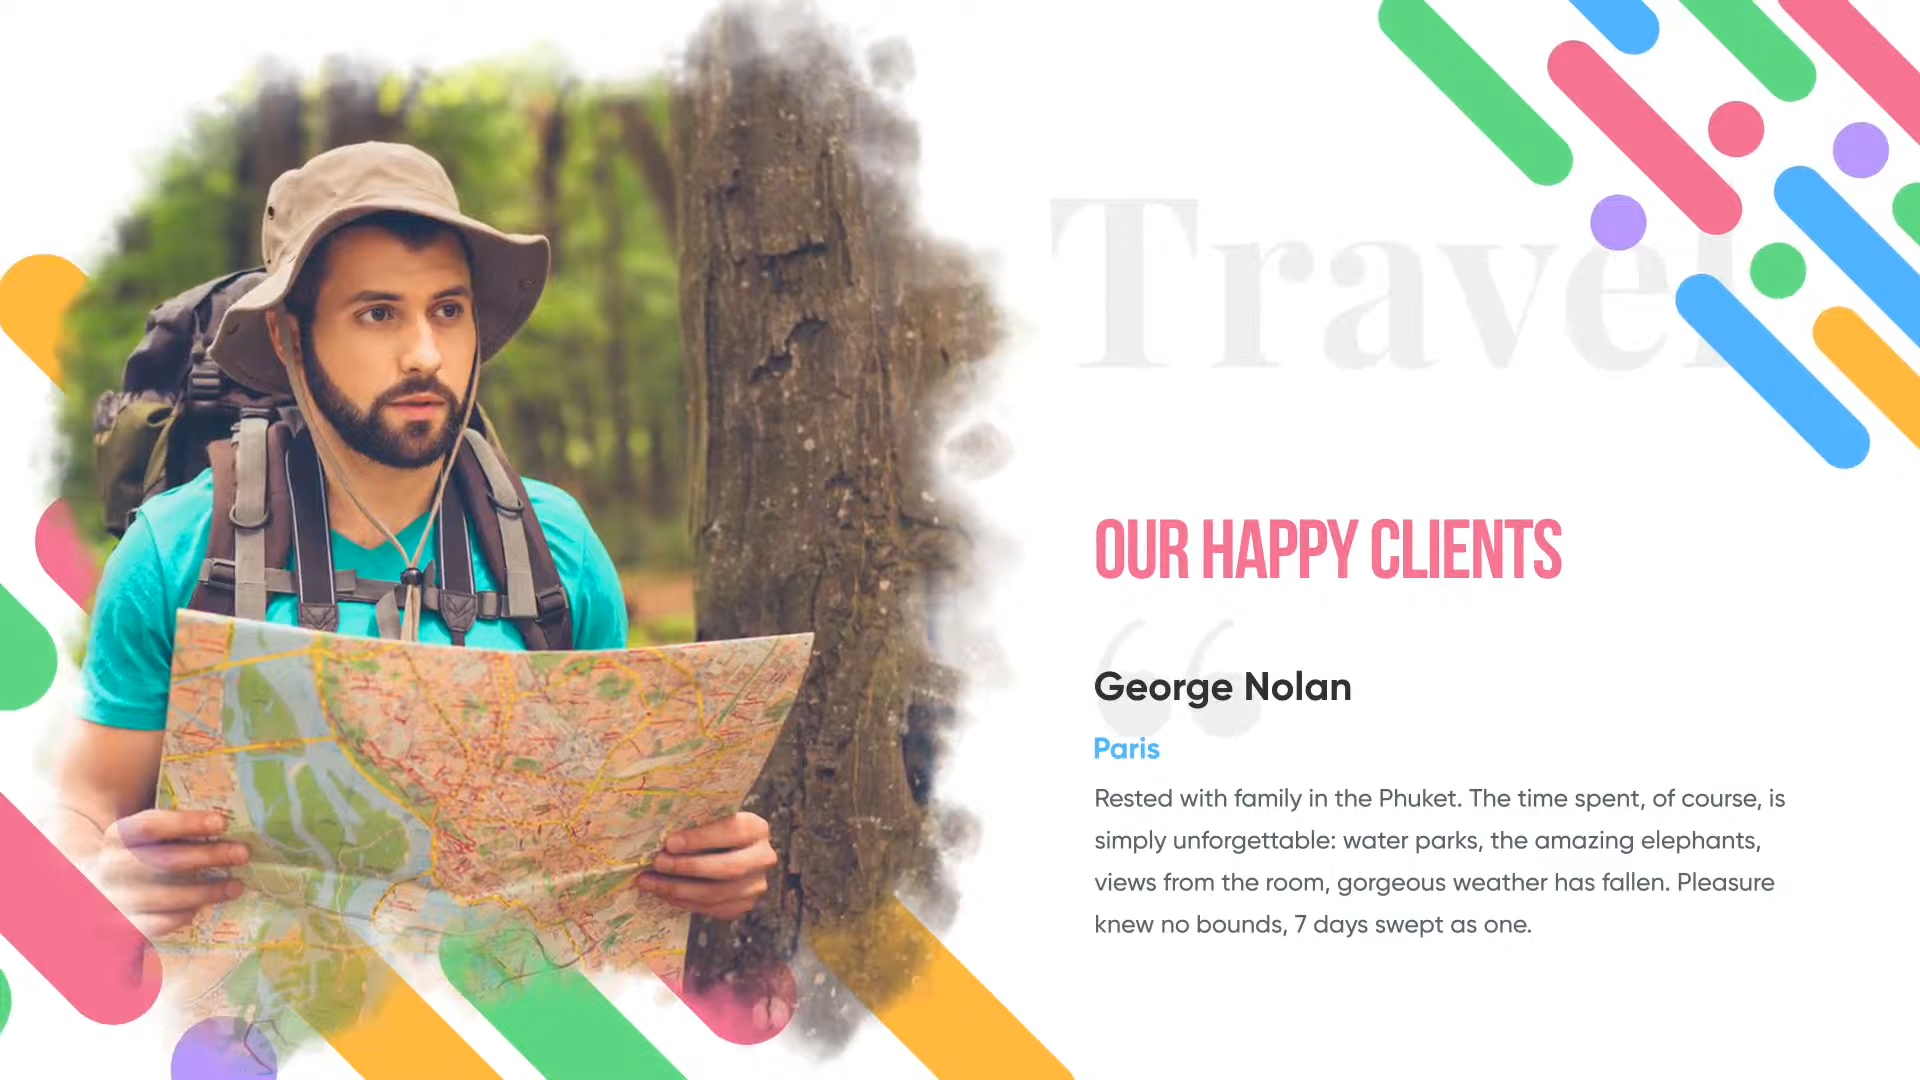 Travel
OUR HAPPY CLIENTS
“
George Nolan
Paris
Rested with family in the Phuket. The time spent, of course, is
simply unforgettable: water parks, the amazing elephants,
views from the room, gorgeous weather has fallen. Pleasure
knew no bounds, 7 days swept as one.